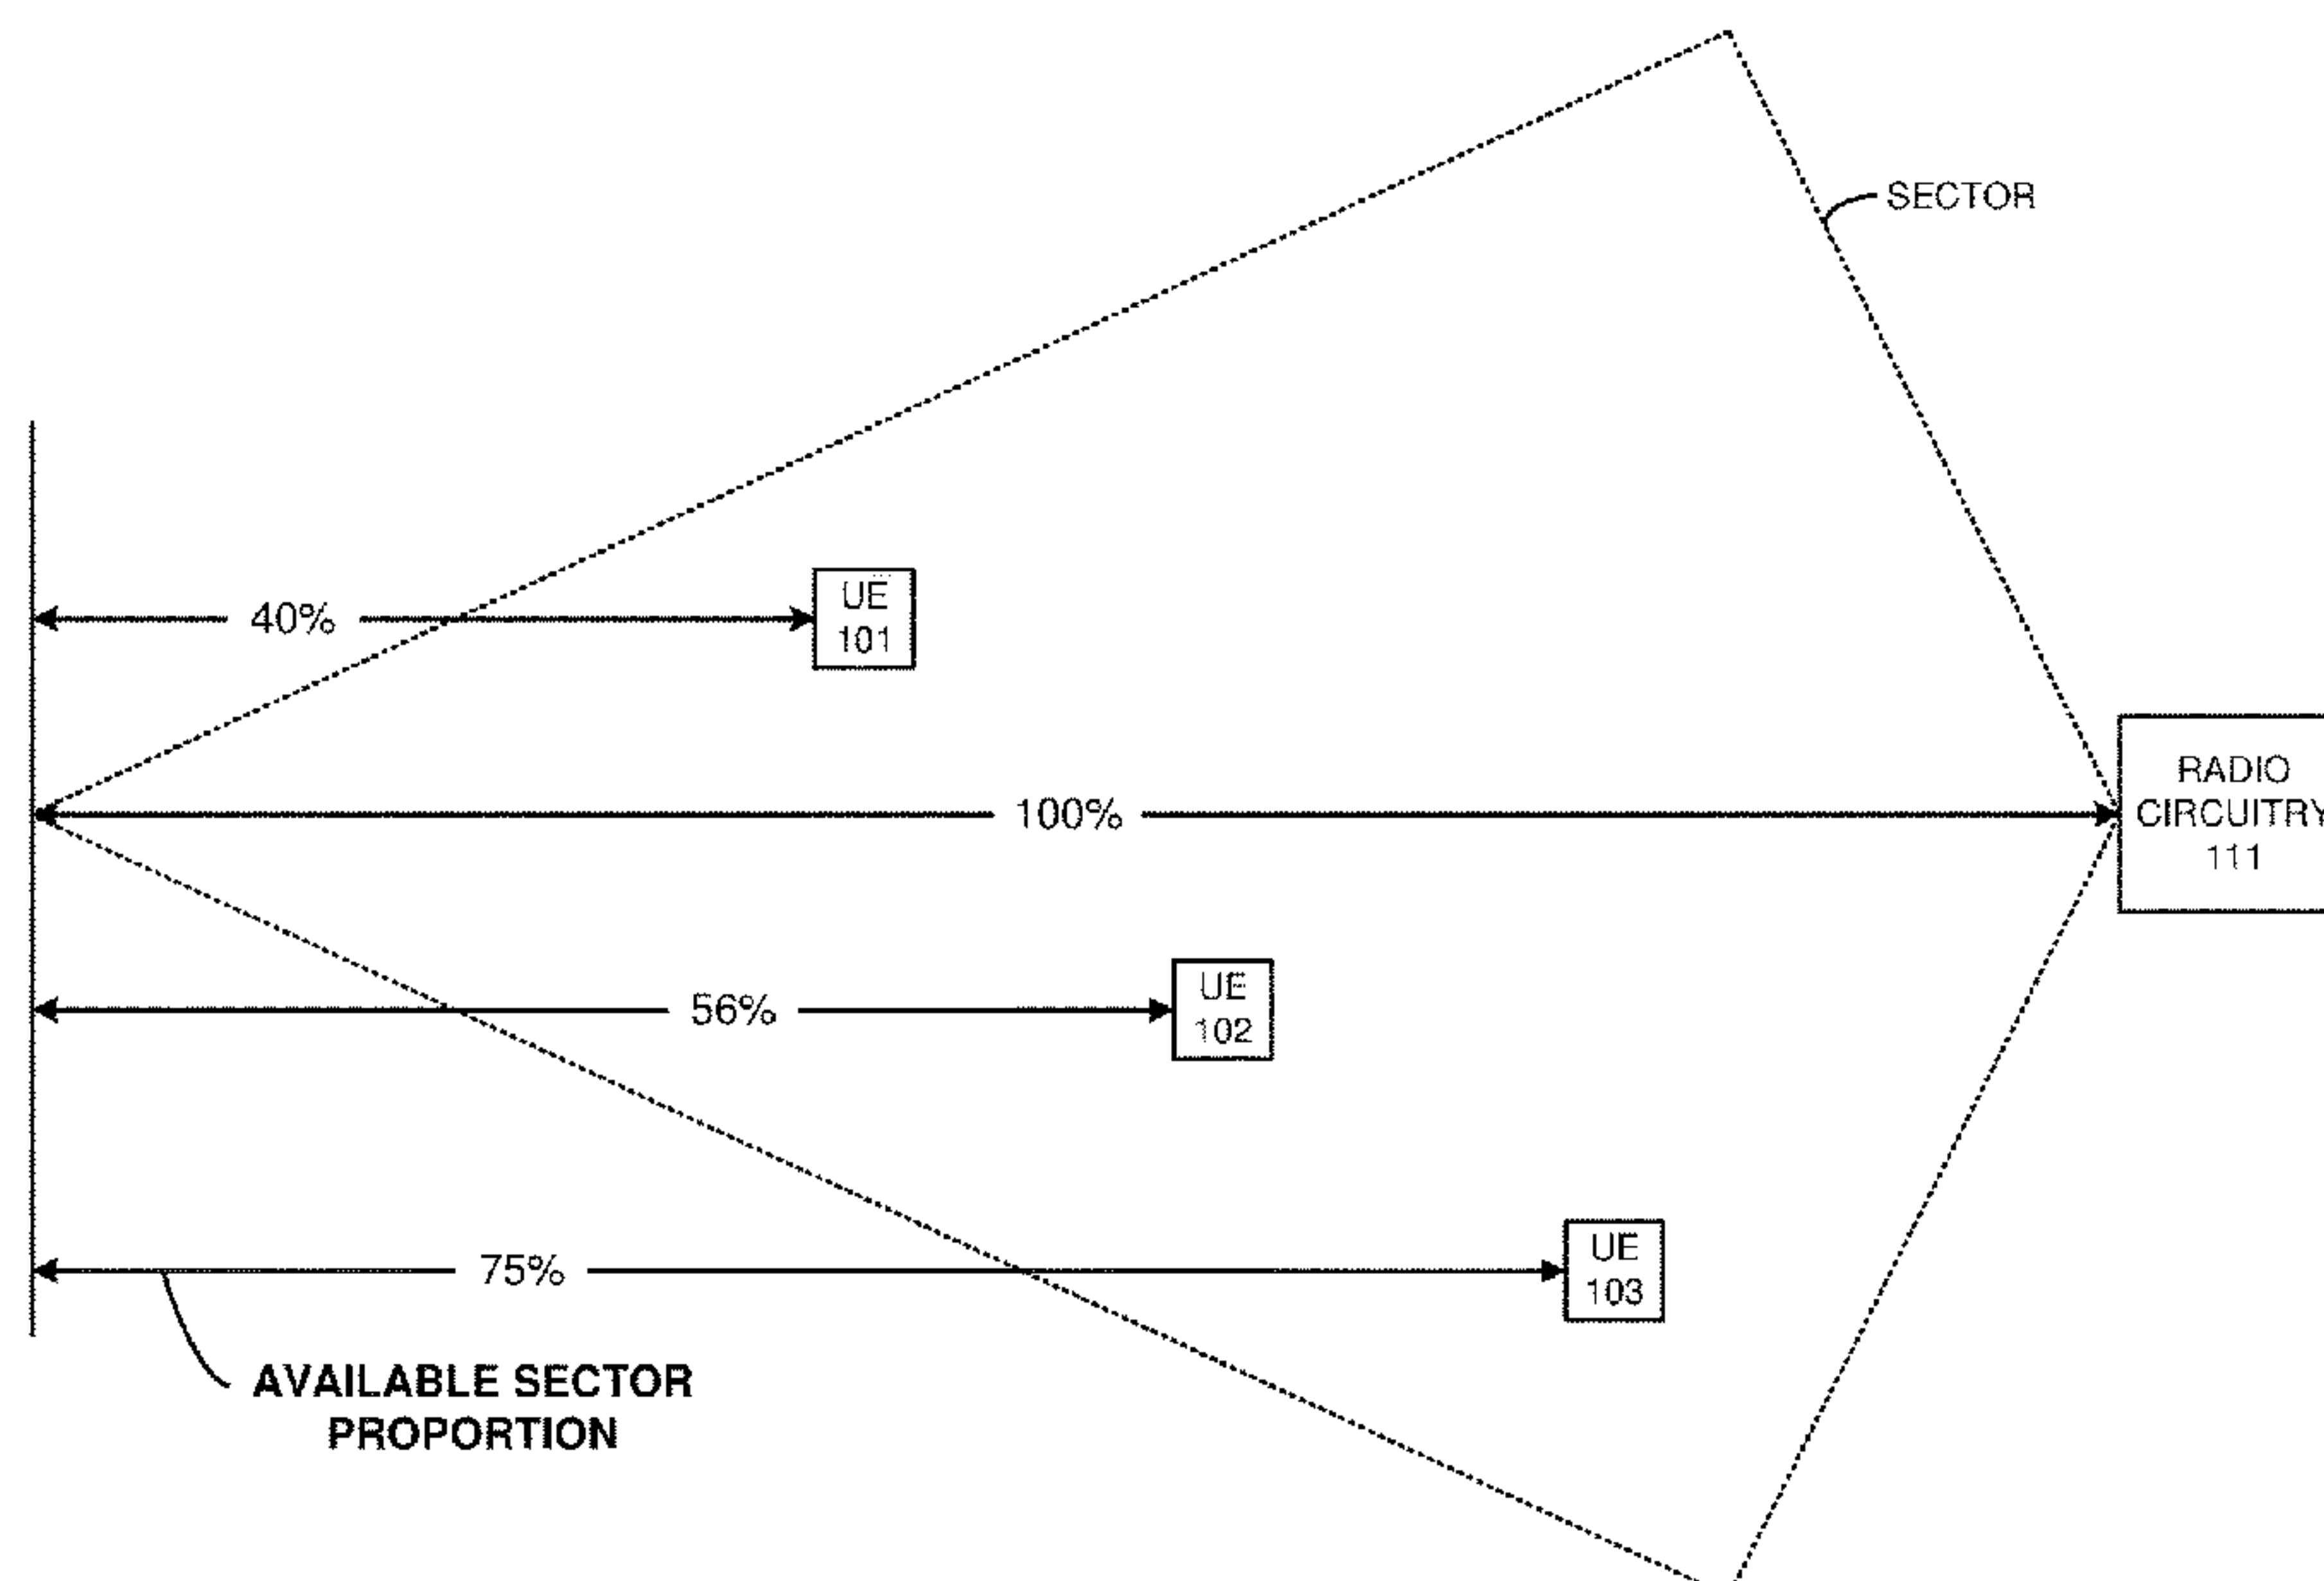 SECTOR
40%
UE
101
100%
RADIO
CIRCUITRY
111
56%
UE
102
75%
UE
103
AVAILABLE SECTOR
PROPORTION